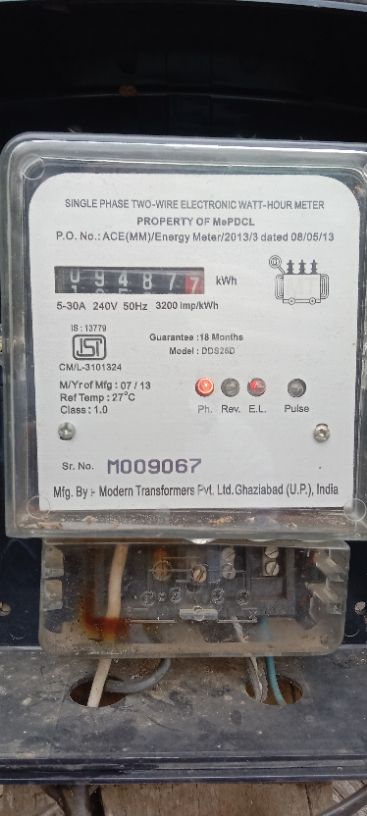 SINGLE PHASE TWO-WIRE ELECTRONIC WATT-HOUR METER
PROPERTY OF MePDCL
P.O. No.: ACE(MM)/Energy Meter/2013/3 dated 08/05/13
09487 7 kWh
5-30A 240V 50Hz 3200 imp/kWh
IS : 13779
ISI
CM/L-3101324
Guarantee :18 Months
Model : DDS26D
M/Yr of Mfg : 07 / 13
Ref Temp : 27°C
Class : 1.0
Ph. Rev. E.L. Pulse
Sr. No. M009067
Mfg. By :- Modern Transformers Pvt. Ltd.Ghaziabad (U.P.), India